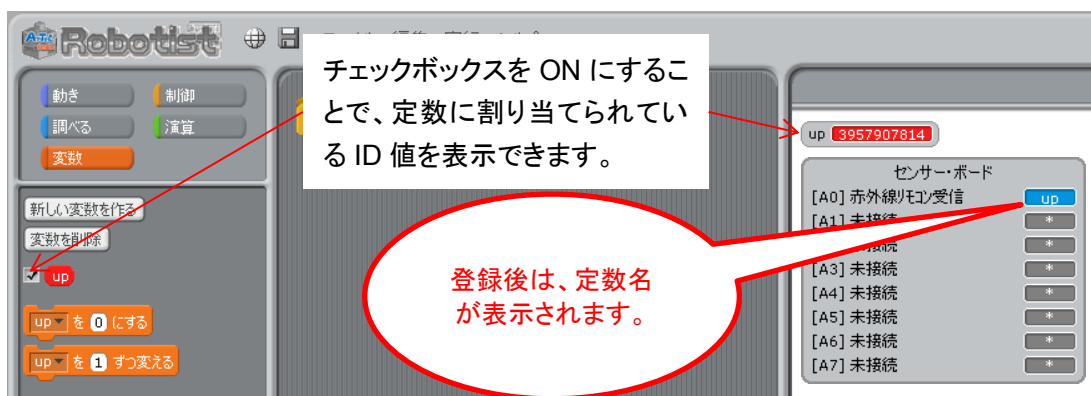 A-Tec Robotist
動き
制御
調べる
演算
変数
新しい変数を作る
変数を削除
up
up を 0 にする
up を 1 ずつ変える
チェックボックスを ON にするこ
とで、定数に割り当てられてい
る ID 値を表示できます。
登録後は、定数名
が表示されます。
up 3957907814
センサー・ボード
[A0] 赤外線リモコン受信 up
[A1] 未接続 *
未接続 *
[A3] 未接続 *
[A4] 未接続 *
[A5] 未接続 *
[A6] 未接続 *
[A7] 未接続 *